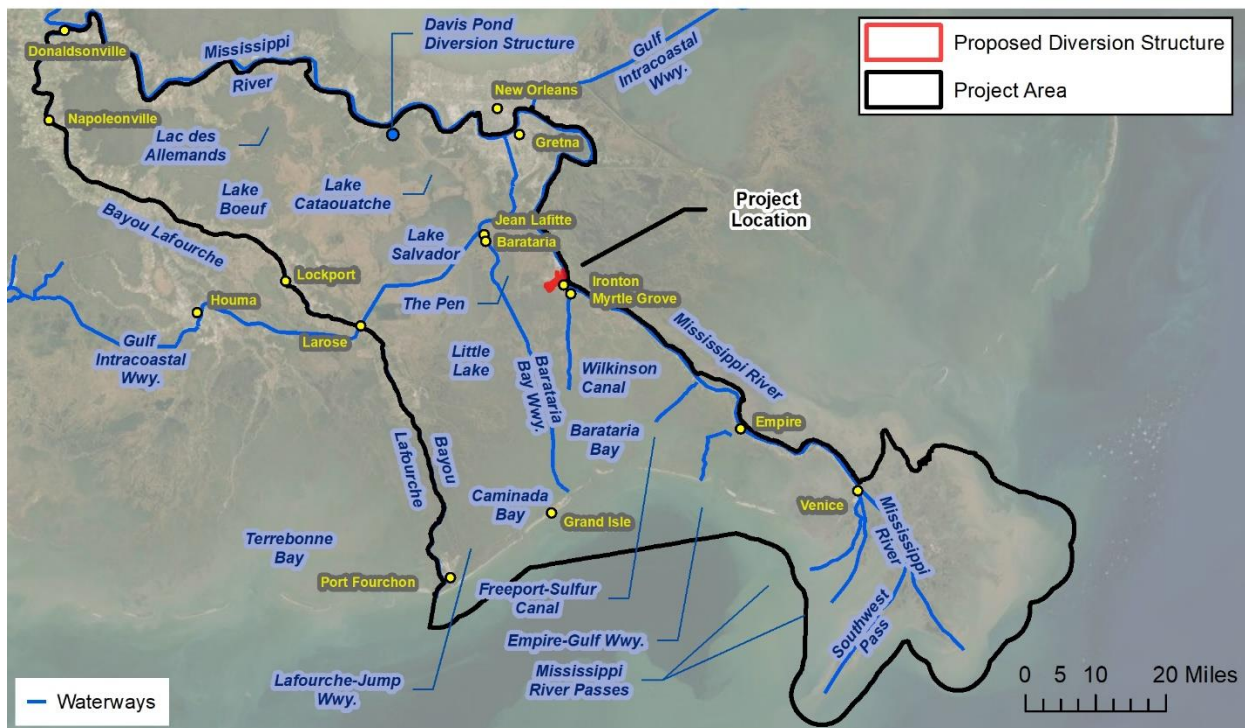 Donaldsonville
Mississippi
River
Davis Pond
Diversion Structure
Gulf
Intracoastal
Wwy.
Proposed Diversion Structure
Project Area
New Orleans
Napoleonville
Gretna
Lac des
Allemands
Lake
Boeuf
Lake
Cataouatche
Project
Location
Bayou Lafourche
Jean Lafitte
Barataria
Lake
Salvador
Lockport
Ironton
Myrtle Grove
The Pen
Houma
Larose
Gulf
Intracoastal
Wwy.
Little
Lake
Barataria
Bay Wwy.
Wilkinson
Canal
Mississippi River
Barataria
Bay
Empire
Bayou
Lafourche
Caminada
Bay
Grand Isle
Venice
Mississippi
River
Terrebonne
Bay
Port Fourchon
Freeport-Sulfur
Canal
Empire-Gulf Wwy.
Southwest
Pass
Mississippi
River Passes
Lafourche-Jump
Wwy.
0 5 10 20 Miles
Waterways